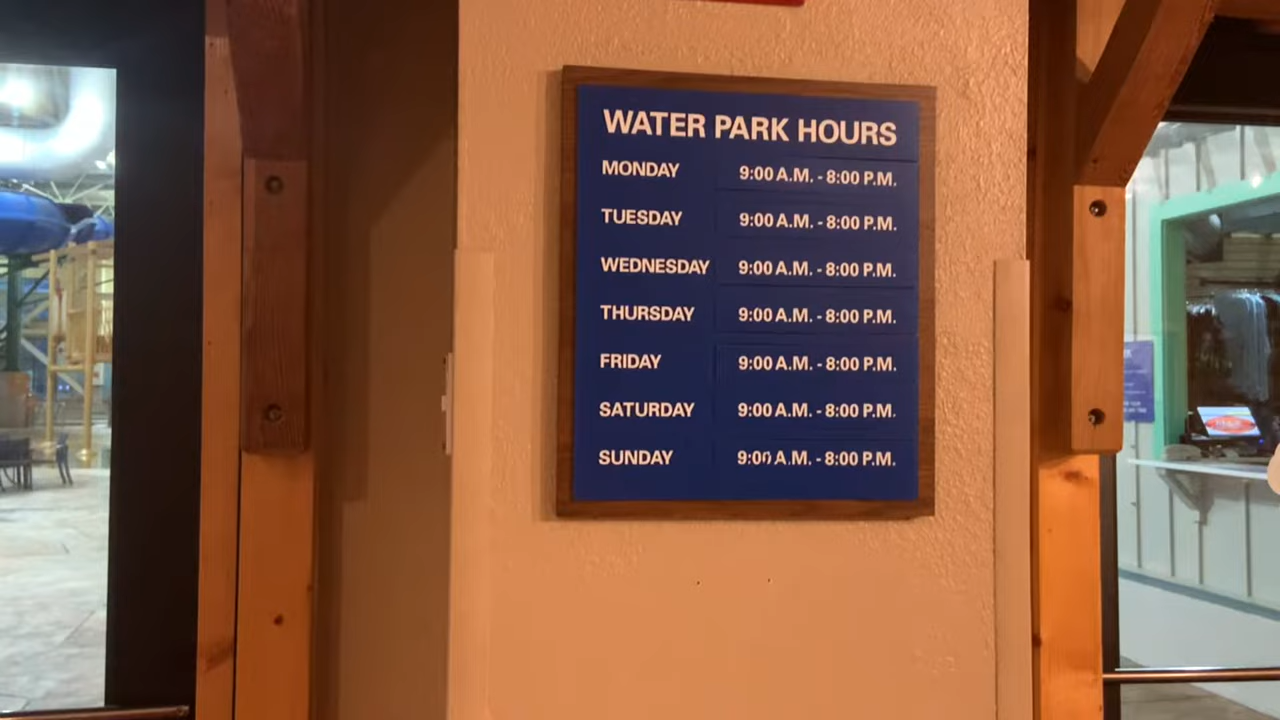 WATER PARK HOURS
MONDAY 9:00 A.M. - 8:00 P.M.
TUESDAY 9:00 A.M. - 8:00 P.M.
WEDNESDAY 9:00 A.M. - 8:00 P.M.
THURSDAY 9:00 A.M. - 8:00 P.M.
FRIDAY 9:00 A.M. - 8:00 P.M.
SATURDAY 9:00 A.M. - 8:00 P.M.
SUNDAY 9:00 A.M. - 8:00 P.M.